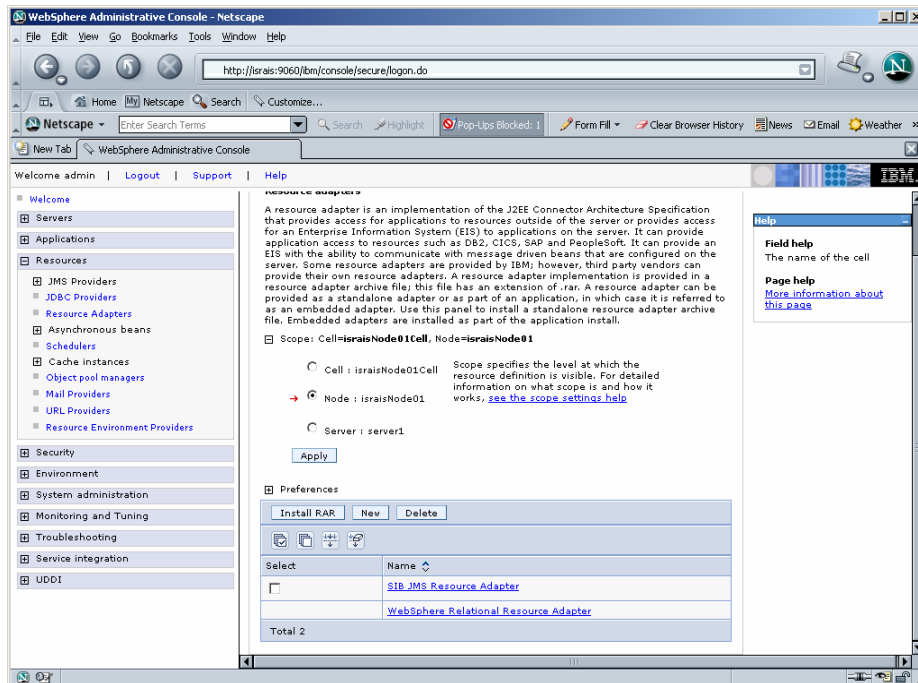 WebSphere Administrative Console - Netscape
File Edit View Go Bookmarks Tools Window Help
http://israis:9060/ibm/console/secure/logon.do
Home My Netscape Search Customize...
Netscape Enter Search Terms Search Highlight Pop-Ups Blocked: 1 Form Fill Clear Browser History News Email Weather
New Tab WebSphere Administrative Console
Welcome admin | Logout | Support | Help
IBM.
Welcome
Servers
Applications
Resources
JMS Providers
JDBC Providers
Resource Adapters
Asynchronous beans
Schedulers
Cache instances
Object pool managers
Mail Providers
URL Providers
Resource Environment Providers
Security
Environment
System administration
Monitoring and Tuning
Troubleshooting
Service integration
UDDI
Resource adapters
A resource adapter is an implementation of the J2EE Connector Architecture Specification
that provides access for applications to resources outside of the server or provides access
for an Enterprise Information System (EIS) to applications on the server. It can provide
application access to resources such as DB2, CICS, SAP and PeopleSoft. It can provide an
EIS with the ability to communicate with message driven beans that are configured on the
server. Some resource adapters are provided by IBM; however, third party vendors can
provide their own resource adapters. A resource adapter implementation is provided in a
resource adapter archive file; this file has an extension of .rar. A resource adapter can be
provided as a standalone adapter or as part of an application, in which case it is referred to
as an embedded adapter. Use this panel to install a standalone resource adapter archive
file. Embedded adapters are installed as part of the application install.
Scope: Cell=israisNode01Cell, Node=israisNode01
Cell : israisNode01Cell
Node : israisNode01
Server : server1
Scope specifies the level at which the
resource definition is visible. For detailed
information on what scope is and how it
works, see the scope settings help
Apply
Preferences
Install RAR New Delete
Select Name
SIB JMS Resource Adapter
WebSphere Relational Resource Adapter
Total 2
Help
Field help
The name of the cell
Page help
More information about
this page